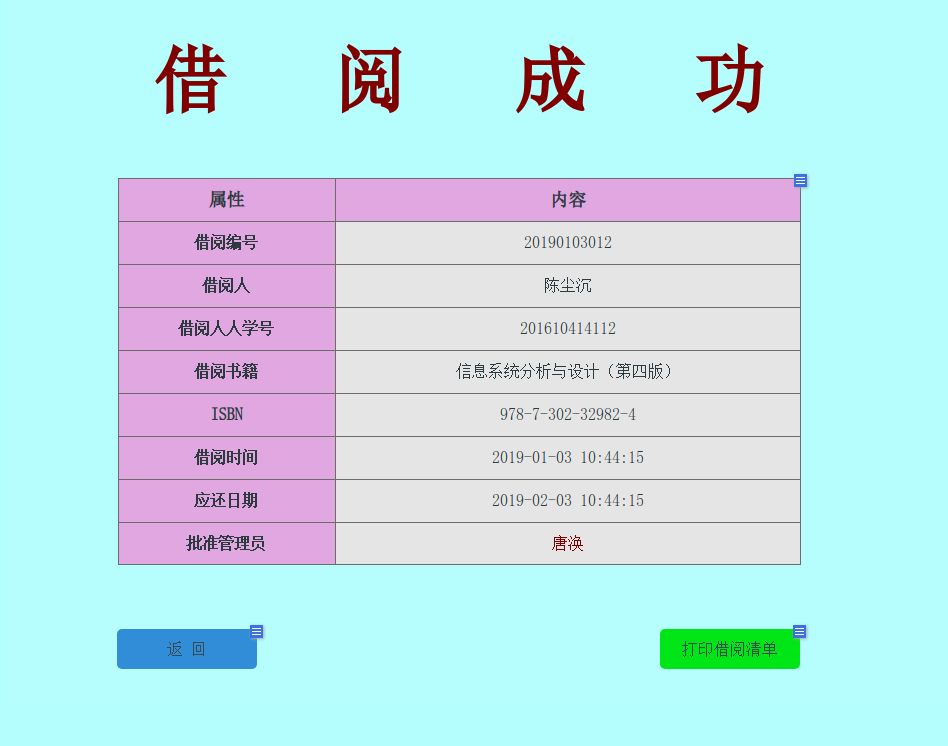 借 阅 成 功
属性 内容
借阅编号 20190103012
借阅人 陈尘沉
借阅人人学号 201610414112
借阅书籍 信息系统分析与设计（第四版）
ISBN 978-7-302-32982-4
借阅时间 2019-01-03 10:44:15
应还日期 2019-02-03 10:44:15
批准管理员 唐涣
返 回 打印借阅清单